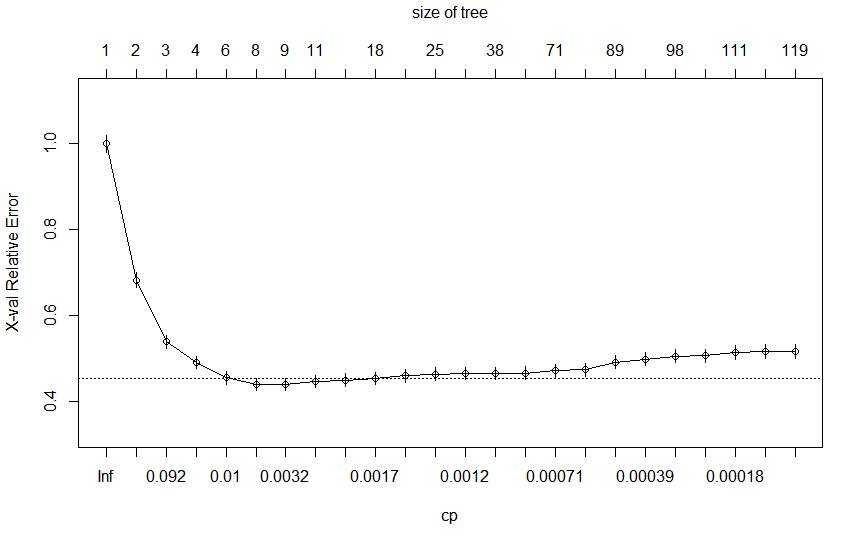 size of tree
1 2 3 4 6 8 9 11 18 25 38 71 89 98 111 119
X-val Relative Error
1.0
0.8
0.6
0.4
Inf 0.092 0.01 0.0032 0.0017 0.0012 0.00071 0.00039 0.00018
cp